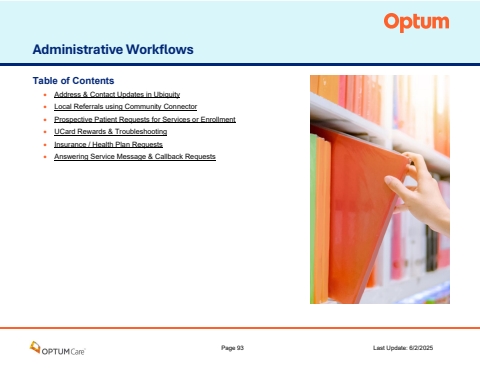 Optum
Administrative Workflows
Table of Contents
• Address & Contact Updates in Ubiquity
• Local Referrals using Community Connector
• Prospective Patient Requests for Services or Enrollment
• UCard Rewards & Troubleshooting
• Insurance / Health Plan Requests
• Answering Service Message & Callback Requests
OPTUM Care
Page 93
Last Update: 6/2/2025